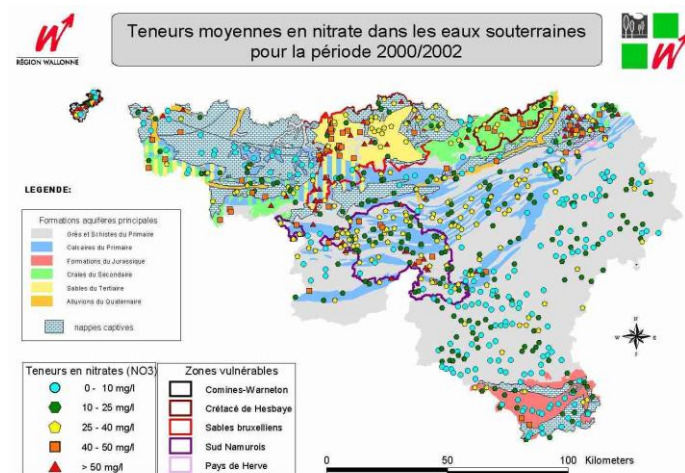 Teneurs moyennes en nitrate dans les eaux souterraines
pour la période 2000/2002
RÉGION WALLONNE
LEGENDE:
Formations aquifères principales
Grès et Schistes du Primaire
Calcaires du Primaire
Formations du Jurassique
Craies du Secondaire
Sables du Tertiaire
Alluvions du Quaternaire
nappes captives
Teneurs en nitrates (NO3)
0 - 10 mg/l
10 - 25 mg/l
25 - 40 mg/l
40 - 50 mg/l
> 50 mg/l
Zones vulnérables
Comines-Warneton
Crétacé de Hesbaye
Sables bruxelliens
Sud Namurois
Pays de Herve
0 50 100 Kilometers